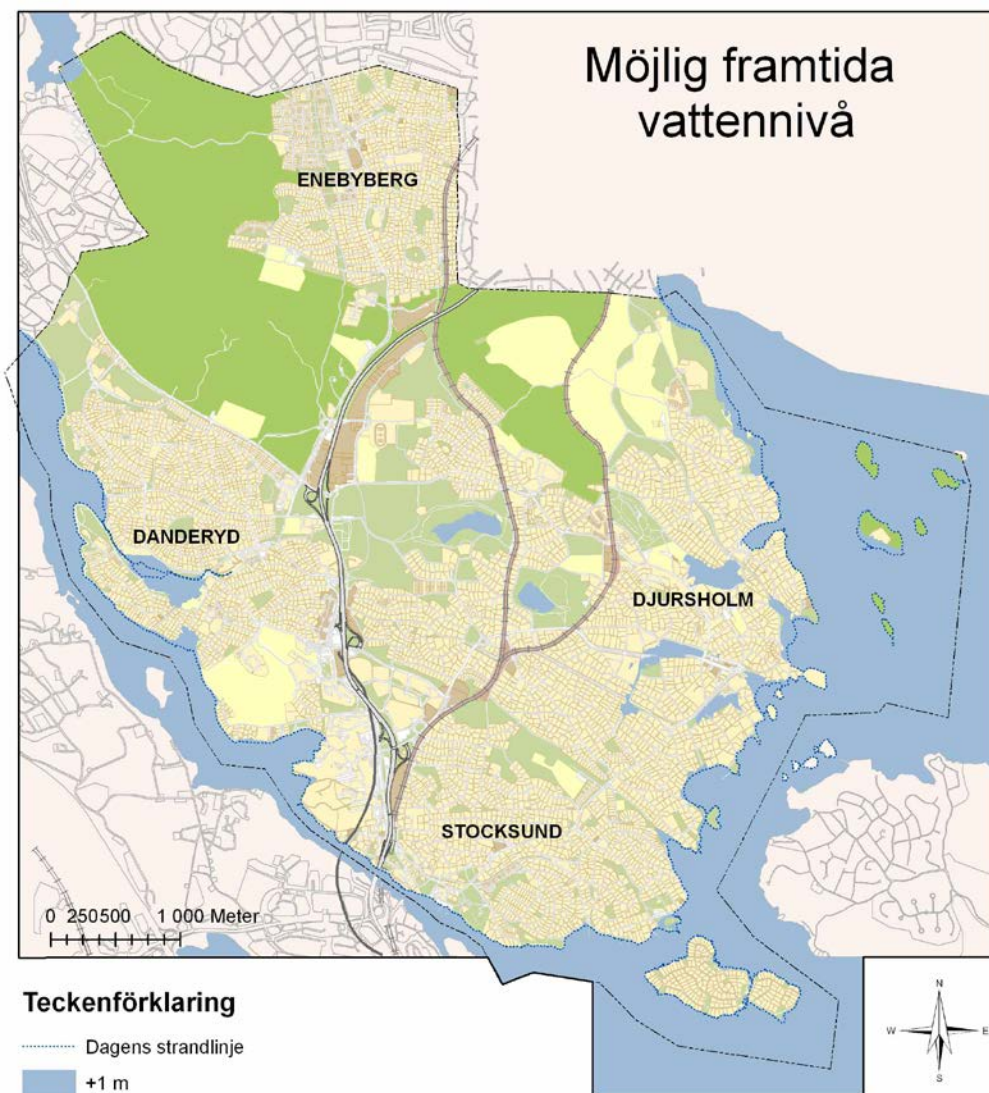 Möjlig framtida
vattennivå
ENEBYBERG
DANDERYD
DJURSHOLM
STOCKSUND
0 250500 1 000 Meter
N
W E
S
Teckenförklaring
Dagens strandlinje
+1 m